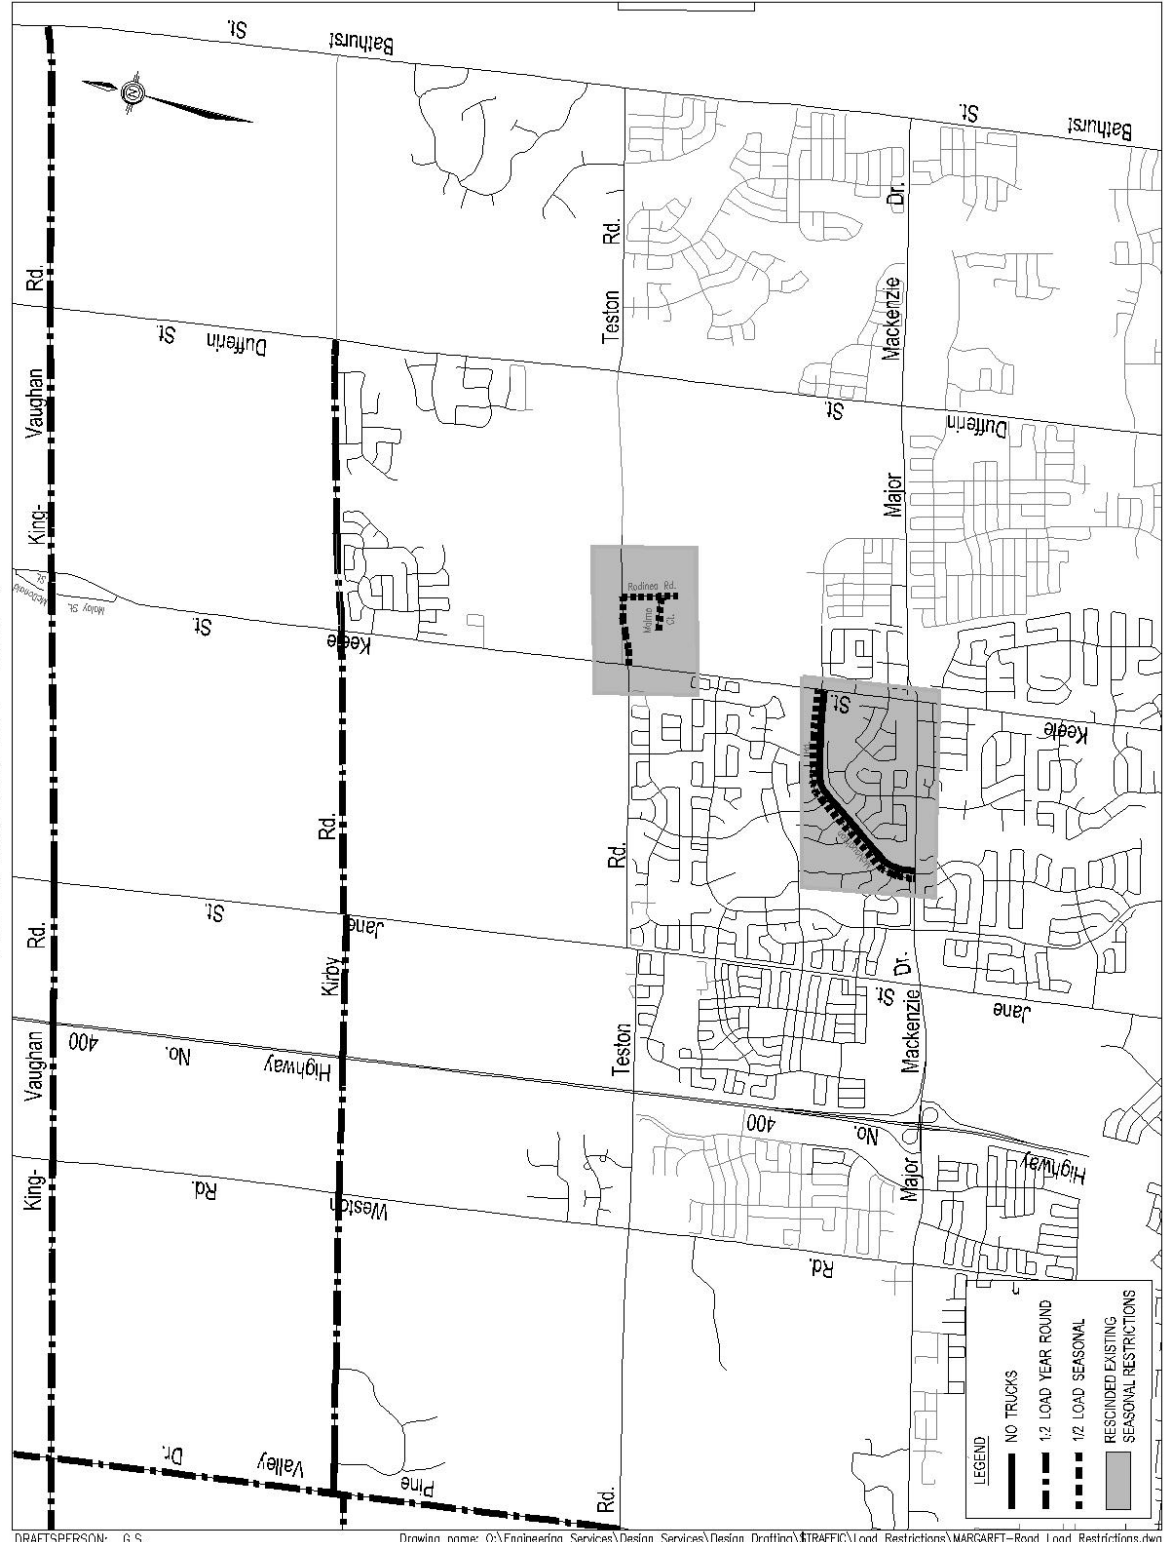 Bathurst St.
Bathurst St.
N
King- Vaughan Rd.
Dufferin St.
Dufferin St.
Teston Rd.
Major Mackenzie Dr.
McDonald St.
Malay St.
Keele St.
Keele St.
Rodinea Rd.
Malmo Ct.
Kirby Rd.
Teston Rd.
Jane St.
Jane St.
King- Vaughan Rd.
Highway No. 400
Highway No. 400
Major Mackenzie Dr.
Weston Rd.
Rd.
Pine Valley Dr.
Rd.
LEGEND
NO TRUCKS
1:2 LOAD YEAR ROUND
1/2 LOAD SEASONAL
RESCINDED EXISTING
SEASONAL RESTRICTIONS
DRAFTSPERSON: G.S.
Drawing name: O:\Engineering Services\Design Services\Design Drafting\$TRAFFIC\Load Restrictions\MARGARET-Road Load Restrictions.dwg